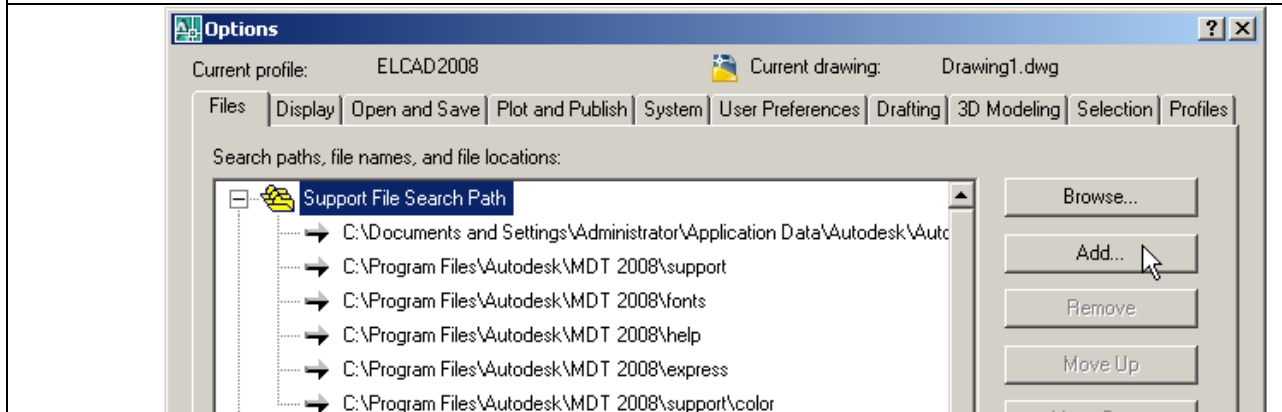 Options
Current profile: ELCAD2008 Current drawing: Drawing1.dwg
Files Display Open and Save Plot and Publish System User Preferences Drafting 3D Modeling Selection Profiles
Search paths, file names, and file locations:
Support File Search Path
Browse...
C:\Documents and Settings\Administrator\Application Data\Autodesk\Auto
Add...
C:\Program Files\Autodesk\MDT 2008\support
C:\Program Files\Autodesk\MDT 2008\fonts
Remove
C:\Program Files\Autodesk\MDT 2008\help
C:\Program Files\Autodesk\MDT 2008\express
Move Up
C:\Program Files\Autodesk\MDT 2008\support\color